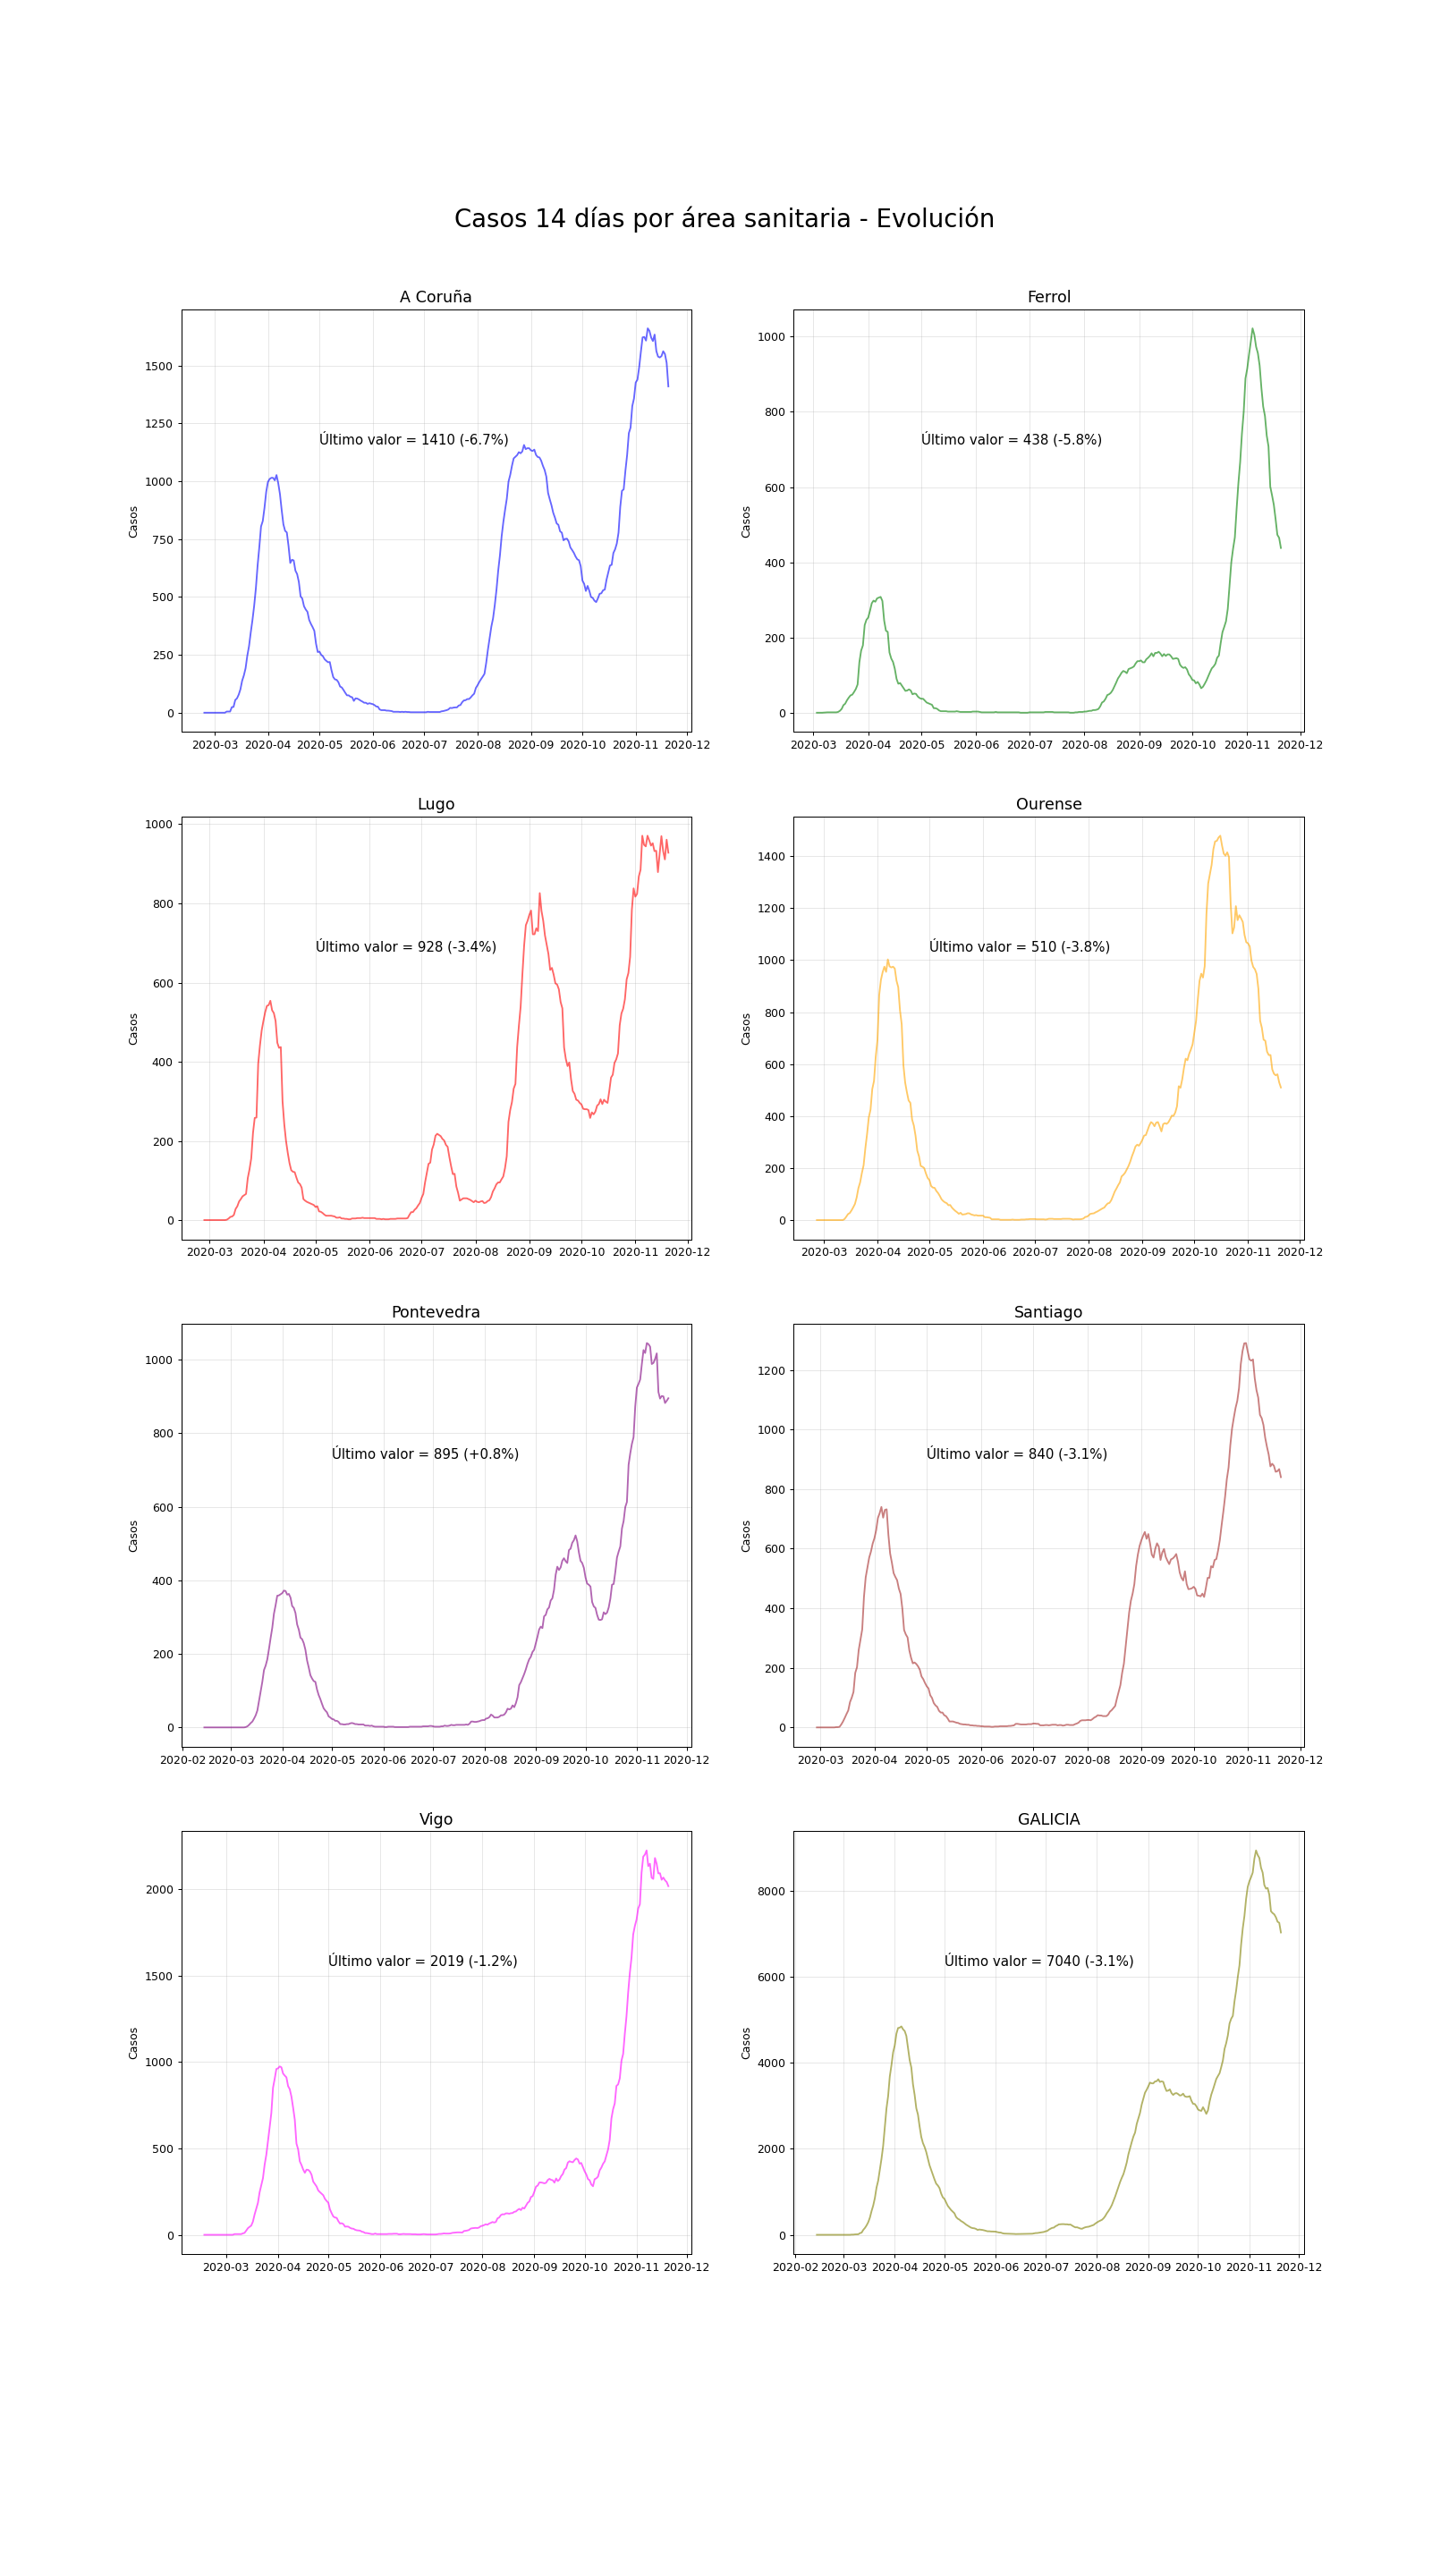 Casos 14 días por área sanitaria - Evolución
A Coruña
Casos
1500
1250
1000
750
500
250
0
Último valor = 1410 (-6.7%)
2020-03 2020-04 2020-05 2020-06 2020-07 2020-08 2020-09 2020-10 2020-11 2020-12
Ferrol
Casos
1000
800
600
400
200
0
Último valor = 438 (-5.8%)
2020-03 2020-04 2020-05 2020-06 2020-07 2020-08 2020-09 2020-10 2020-11 2020-12
Lugo
Casos
1000
800
600
400
200
0
Último valor = 928 (-3.4%)
2020-03 2020-04 2020-05 2020-06 2020-07 2020-08 2020-09 2020-10 2020-11 2020-12
Ourense
Casos
1400
1200
1000
800
600
400
200
0
Último valor = 510 (-3.8%)
2020-03 2020-04 2020-05 2020-06 2020-07 2020-08 2020-09 2020-10 2020-11 2020-12
Pontevedra
Casos
1000
800
600
400
200
0
Último valor = 895 (+0.8%)
2020-02 2020-03 2020-04 2020-05 2020-06 2020-07 2020-08 2020-09 2020-10 2020-11 2020-12
Santiago
Casos
1200
1000
800
600
400
200
0
Último valor = 840 (-3.1%)
2020-03 2020-04 2020-05 2020-06 2020-07 2020-08 2020-09 2020-10 2020-11 2020-12
Vigo
Casos
2000
1500
1000
500
0
Último valor = 2019 (-1.2%)
2020-03 2020-04 2020-05 2020-06 2020-07 2020-08 2020-09 2020-10 2020-11 2020-12
GALICIA
Casos
8000
6000
4000
2000
0
Último valor = 7040 (-3.1%)
2020-02 2020-03 2020-04 2020-05 2020-06 2020-07 2020-08 2020-09 2020-10 2020-11 2020-12